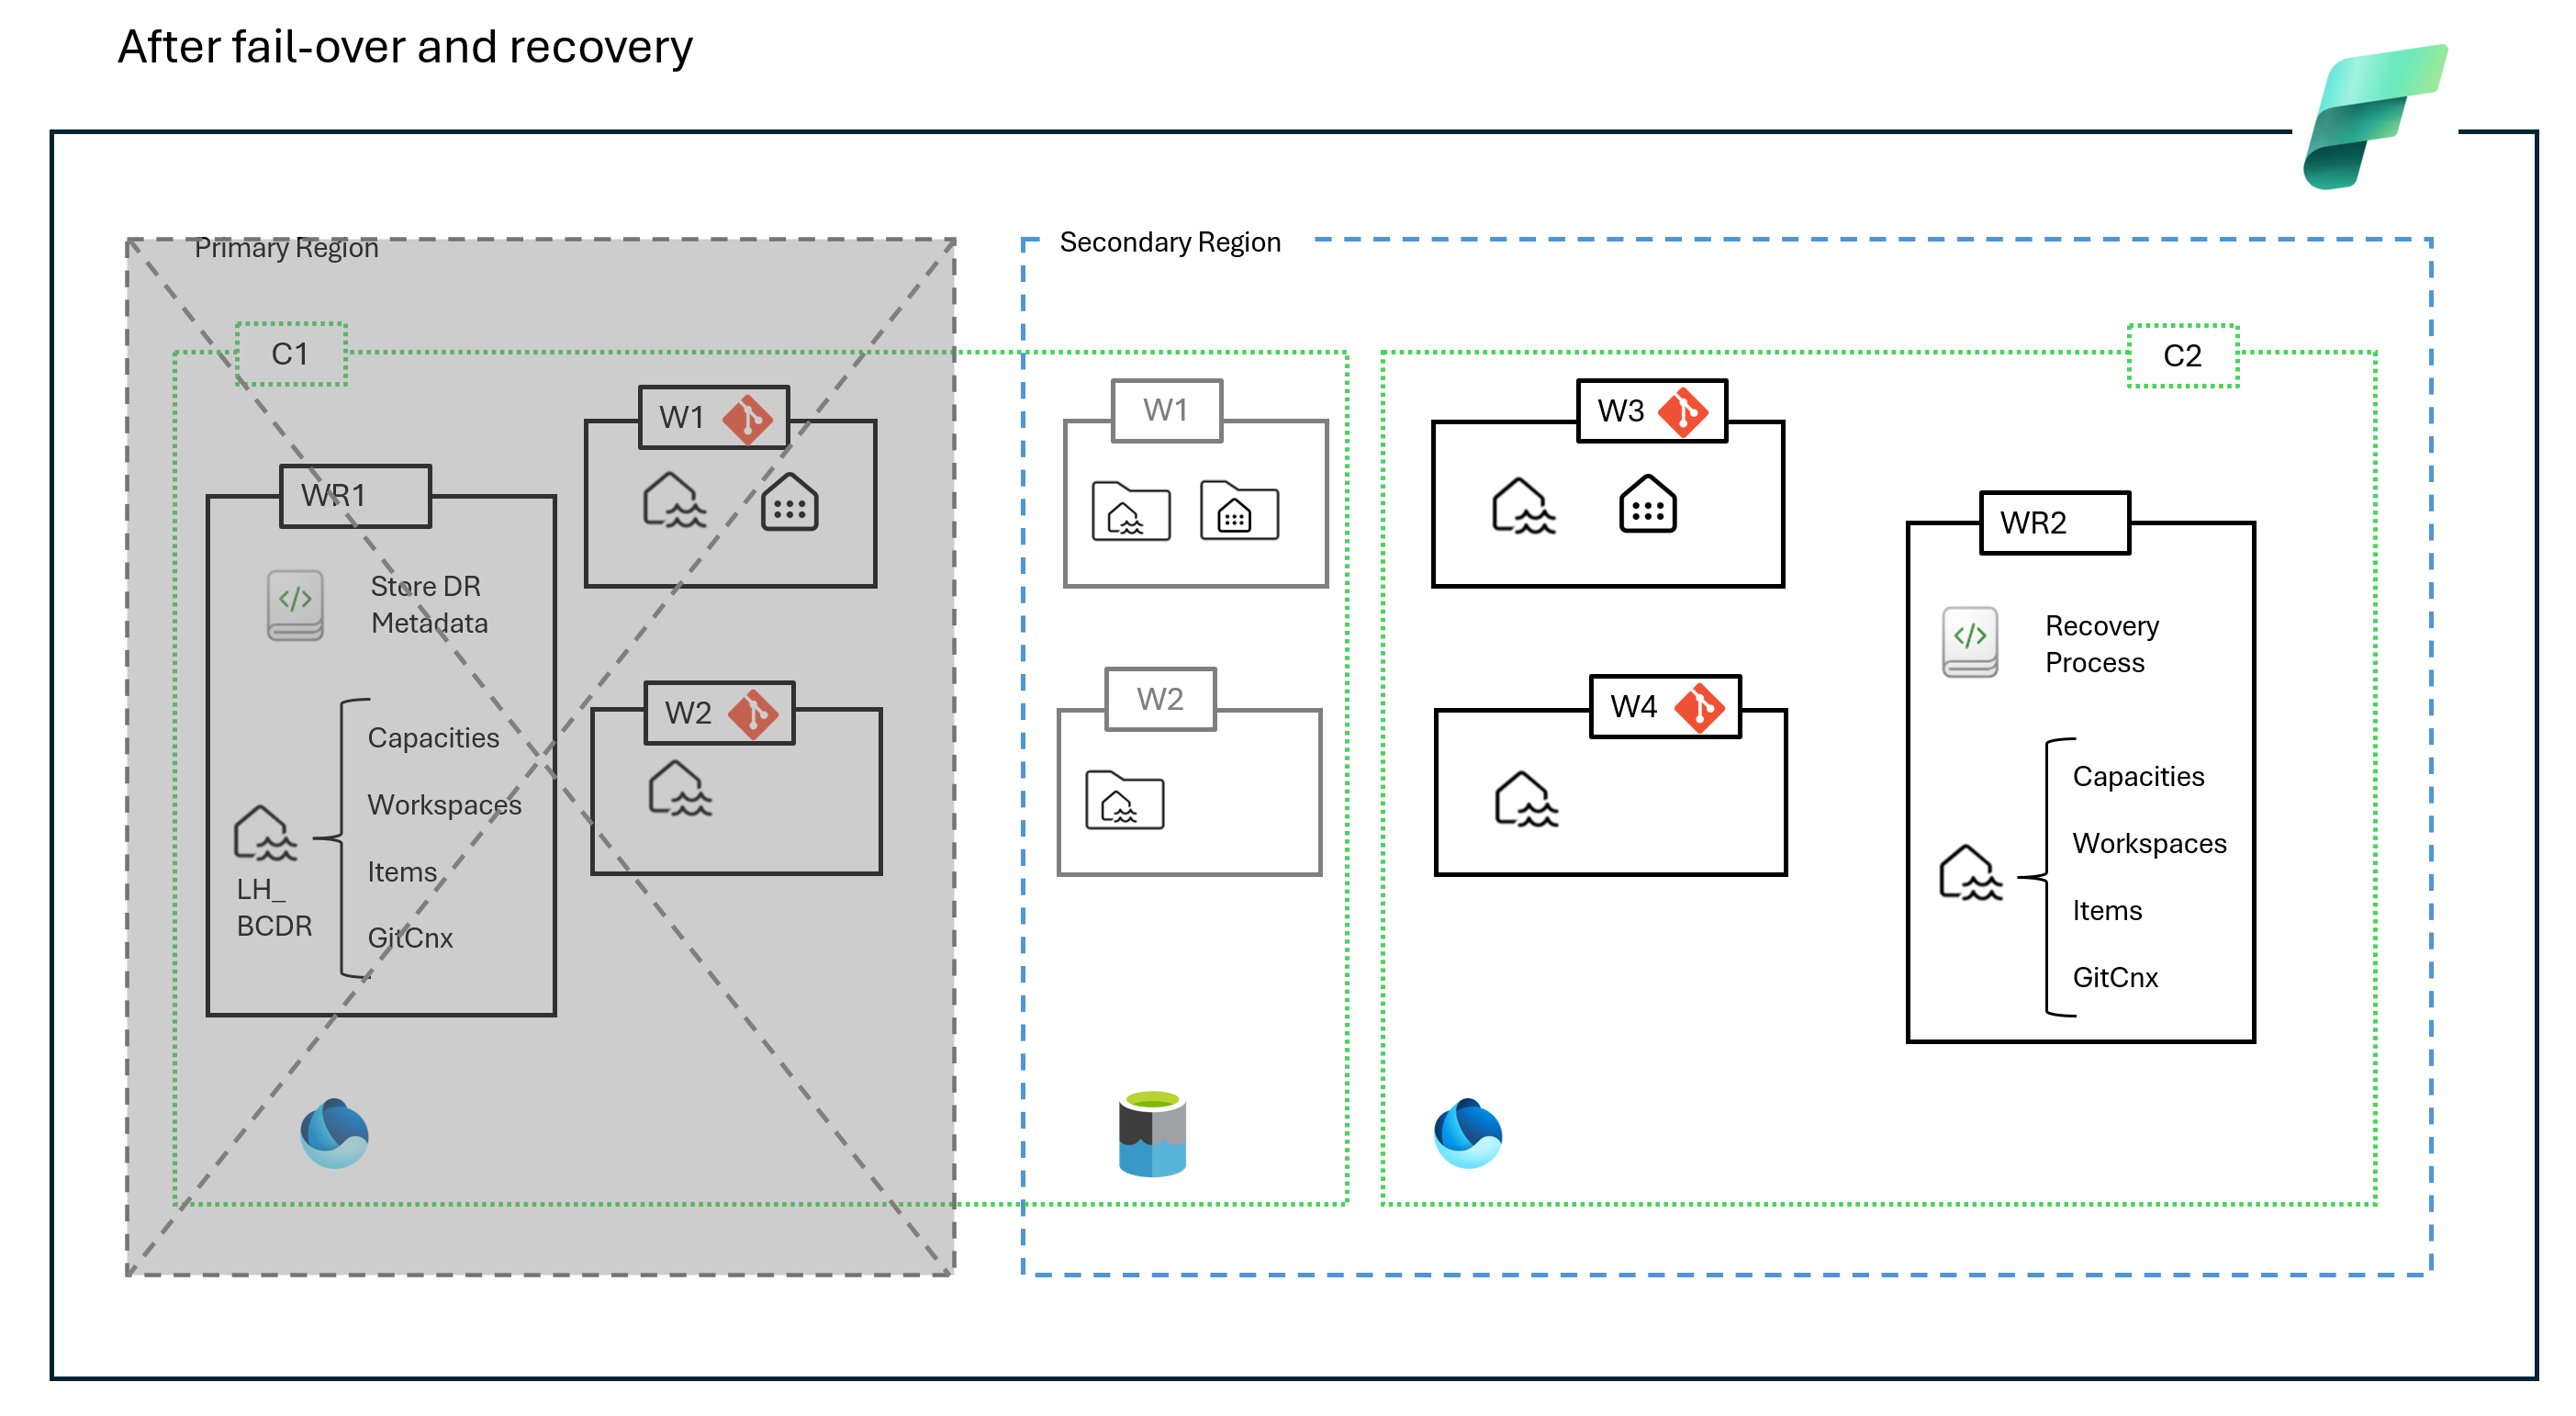 After fail-over and recovery
Primary Region
C1
WR1
Store DR
Metadata
Capacities
Workspaces
Items
GitCnx
LH_
BCDR
W1
W2
Secondary Region
W1
W2
C2
W3
W4
WR2
Recovery
Process
Capacities
Workspaces
Items
GitCnx